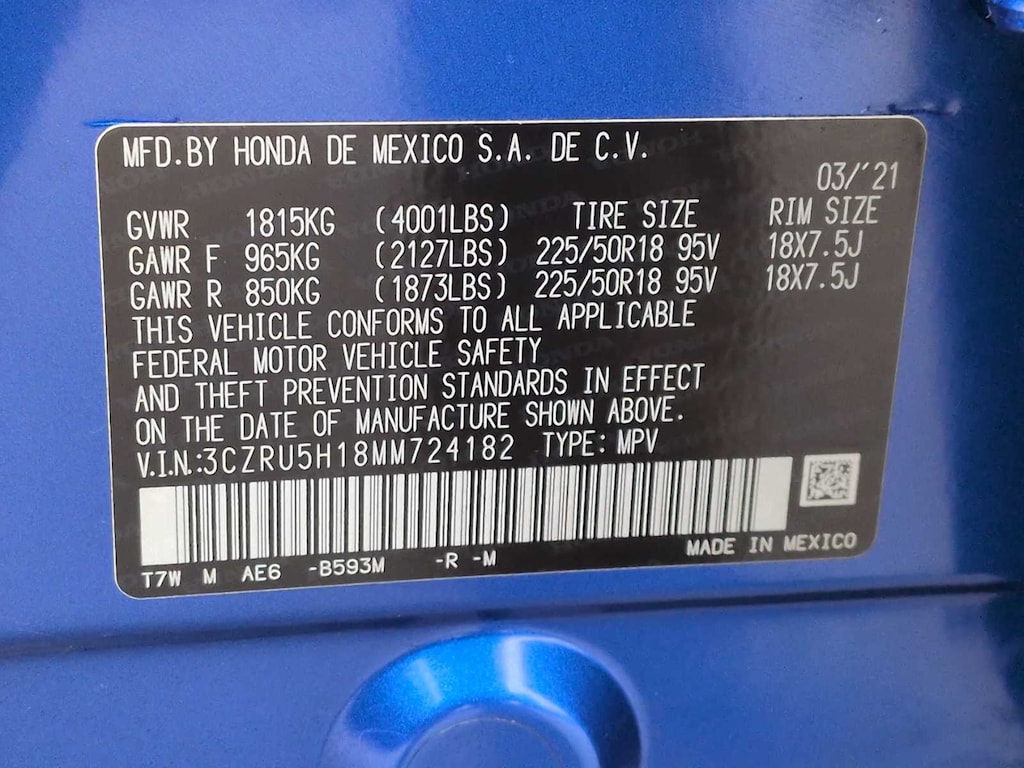 MFD.BY HONDA DE MEXICO S.A. DE C.V.
03/'21
GVWR 1815KG (4001LBS) TIRE SIZE RIM SIZE
GAWR F 965KG (2127LBS) 225/50R18 95V 18X7.5J
GAWR R 850KG (1873LBS) 225/50R18 95V 18X7.5J
THIS VEHICLE CONFORMS TO ALL APPLICABLE
FEDERAL MOTOR VEHICLE SAFETY
AND THEFT PREVENTION STANDARDS IN EFFECT
ON THE DATE OF MANUFACTURE SHOWN ABOVE.
V.I.N.:3CZRU5H18MM724182 TYPE: MPV
T7W M AE6 -B593M -R -M MADE IN MEXICO